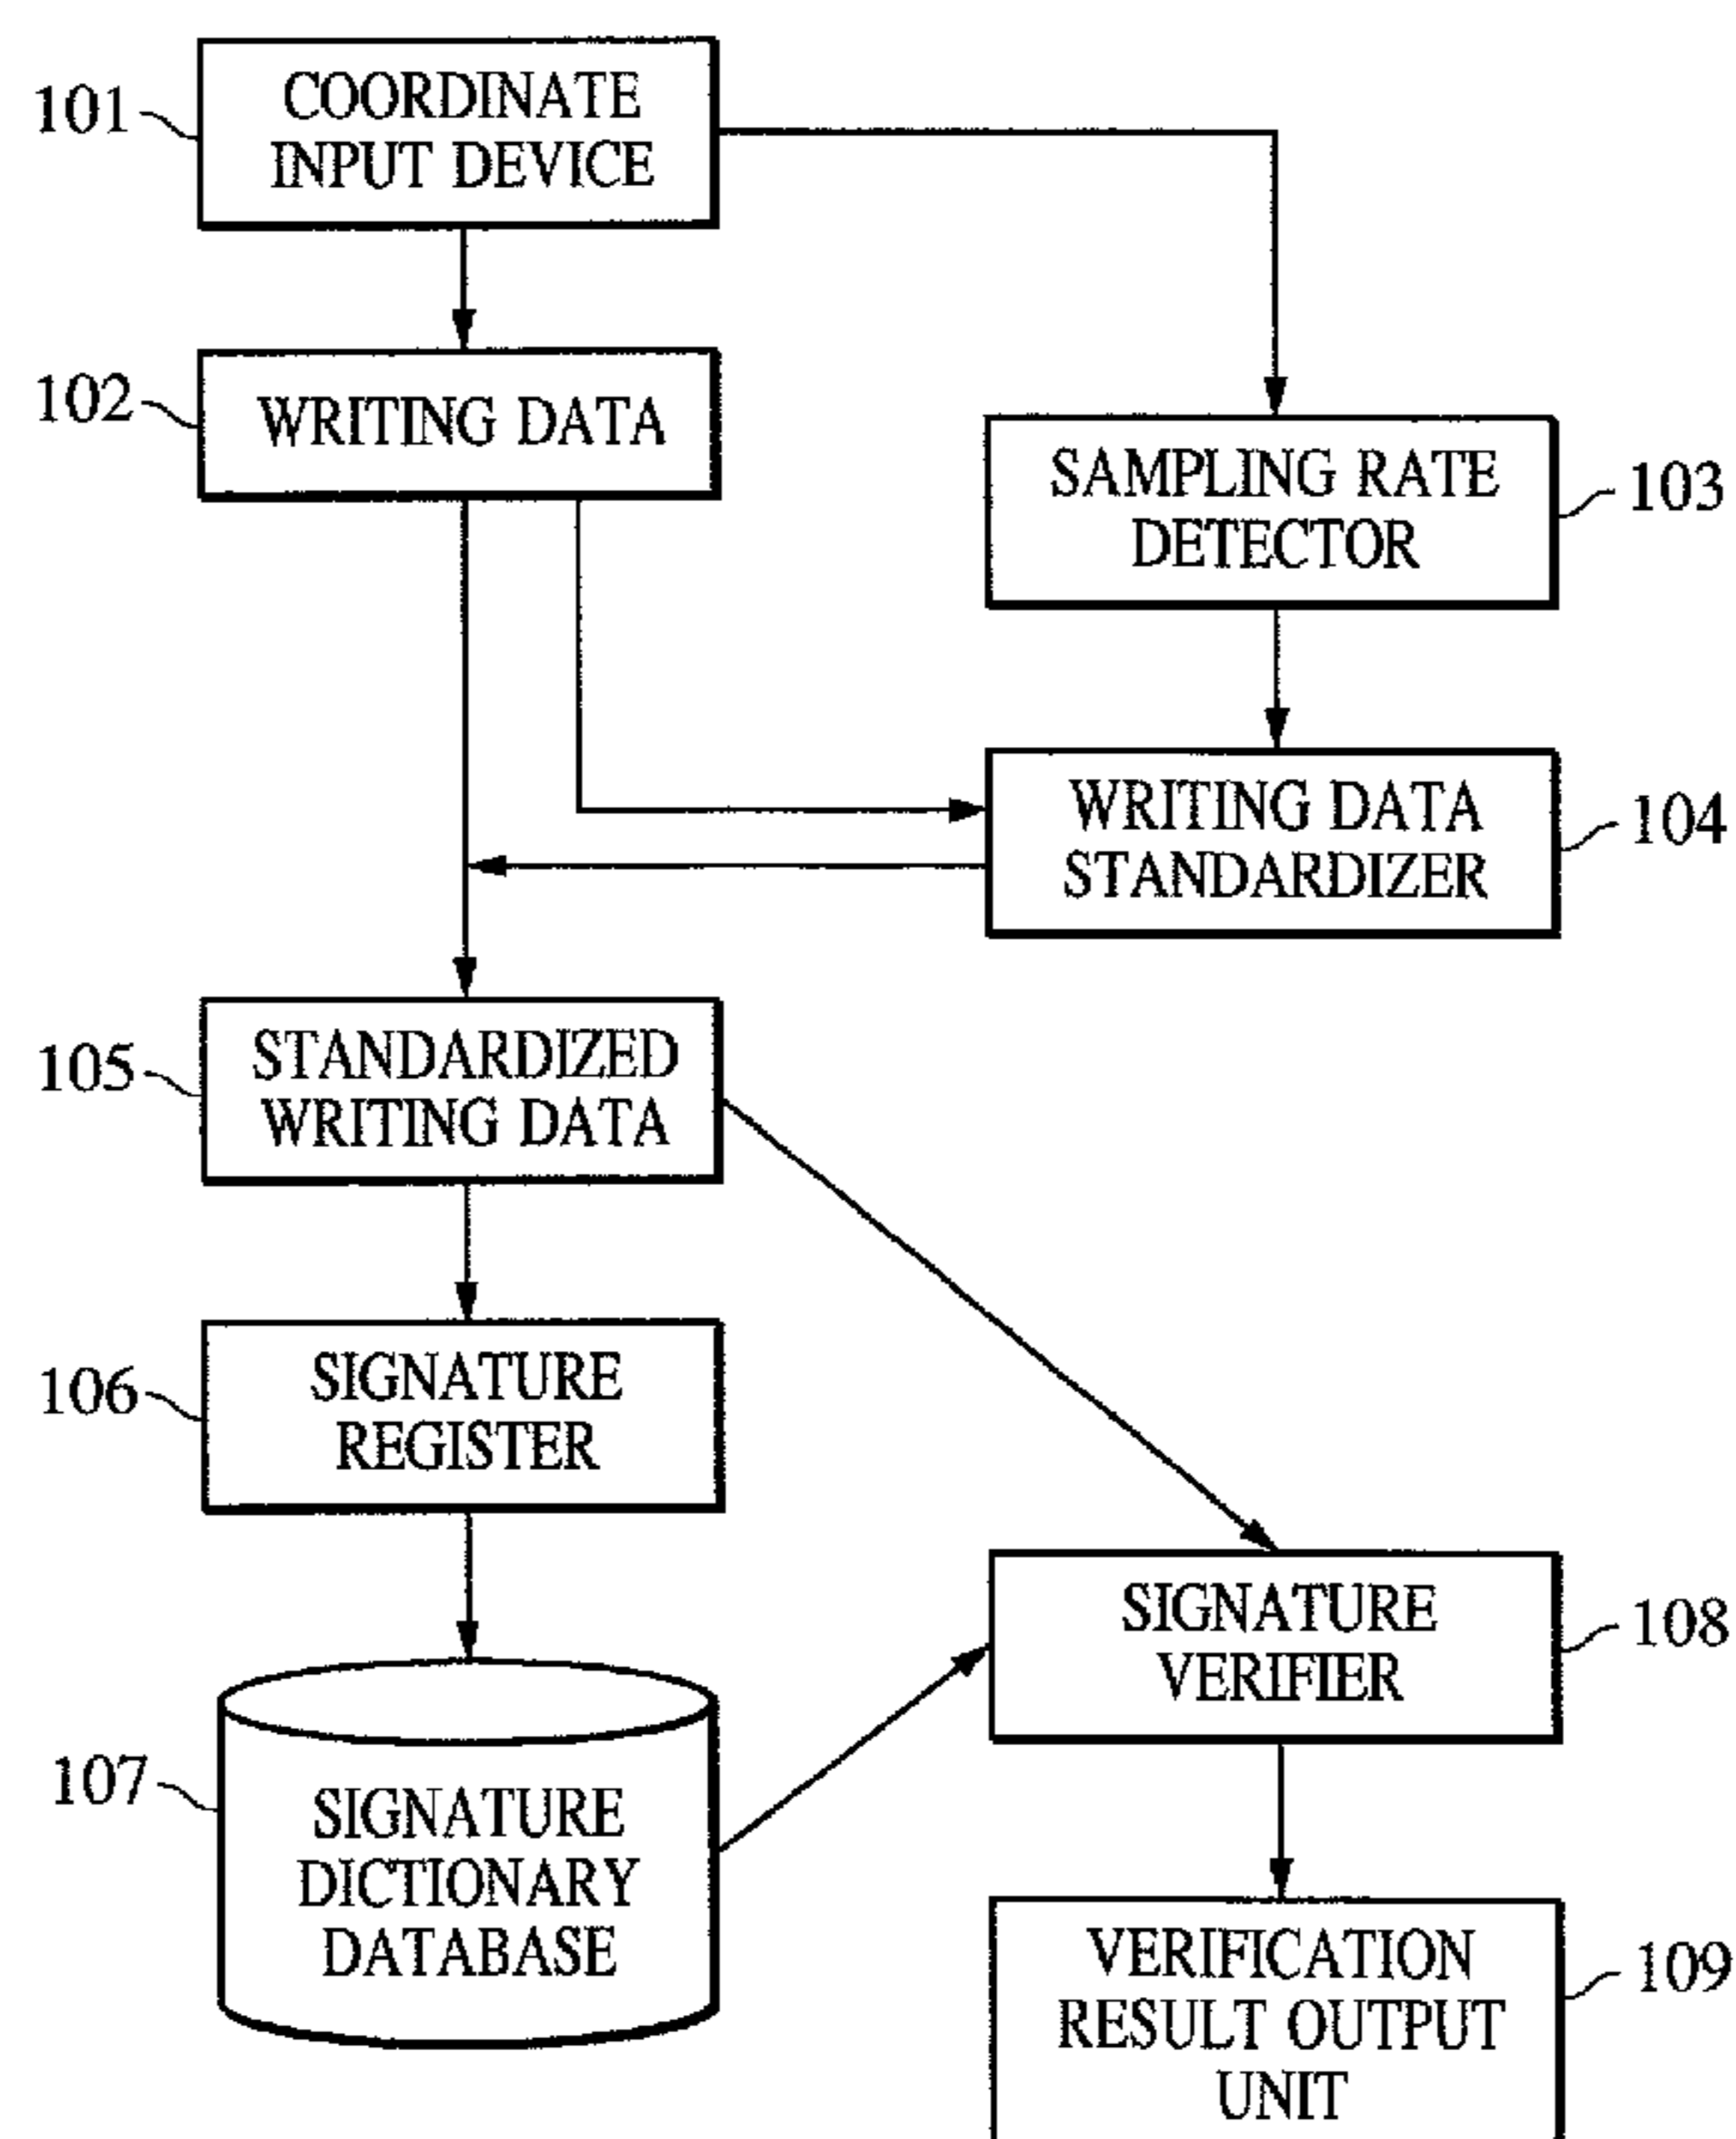 101
COORDINATE
INPUT DEVICE
102
WRITING DATA
SAMPLING RATE
DETECTOR
103
WRITING DATA
STANDARDIZER
104
105
STANDARDIZED
WRITING DATA
106
SIGNATURE
REGISTER
SIGNATURE
VERIFIER
108
107
SIGNATURE
DICTIONARY
DATABASE
VERIFICATION
RESULT OUTPUT
UNIT
109